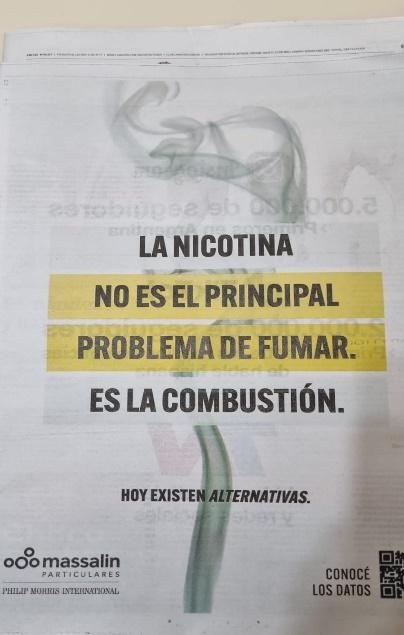 LA NICOTINA
NO ES EL PRINCIPAL
PROBLEMA DE FUMAR.
ES LA COMBUSTIÓN.
HOY EXISTEN ALTERNATIVAS.
massalin
PARTICULARES
PHILIP MORRIS INTERNATIONAL
CONOCÉ
LOS DATOS